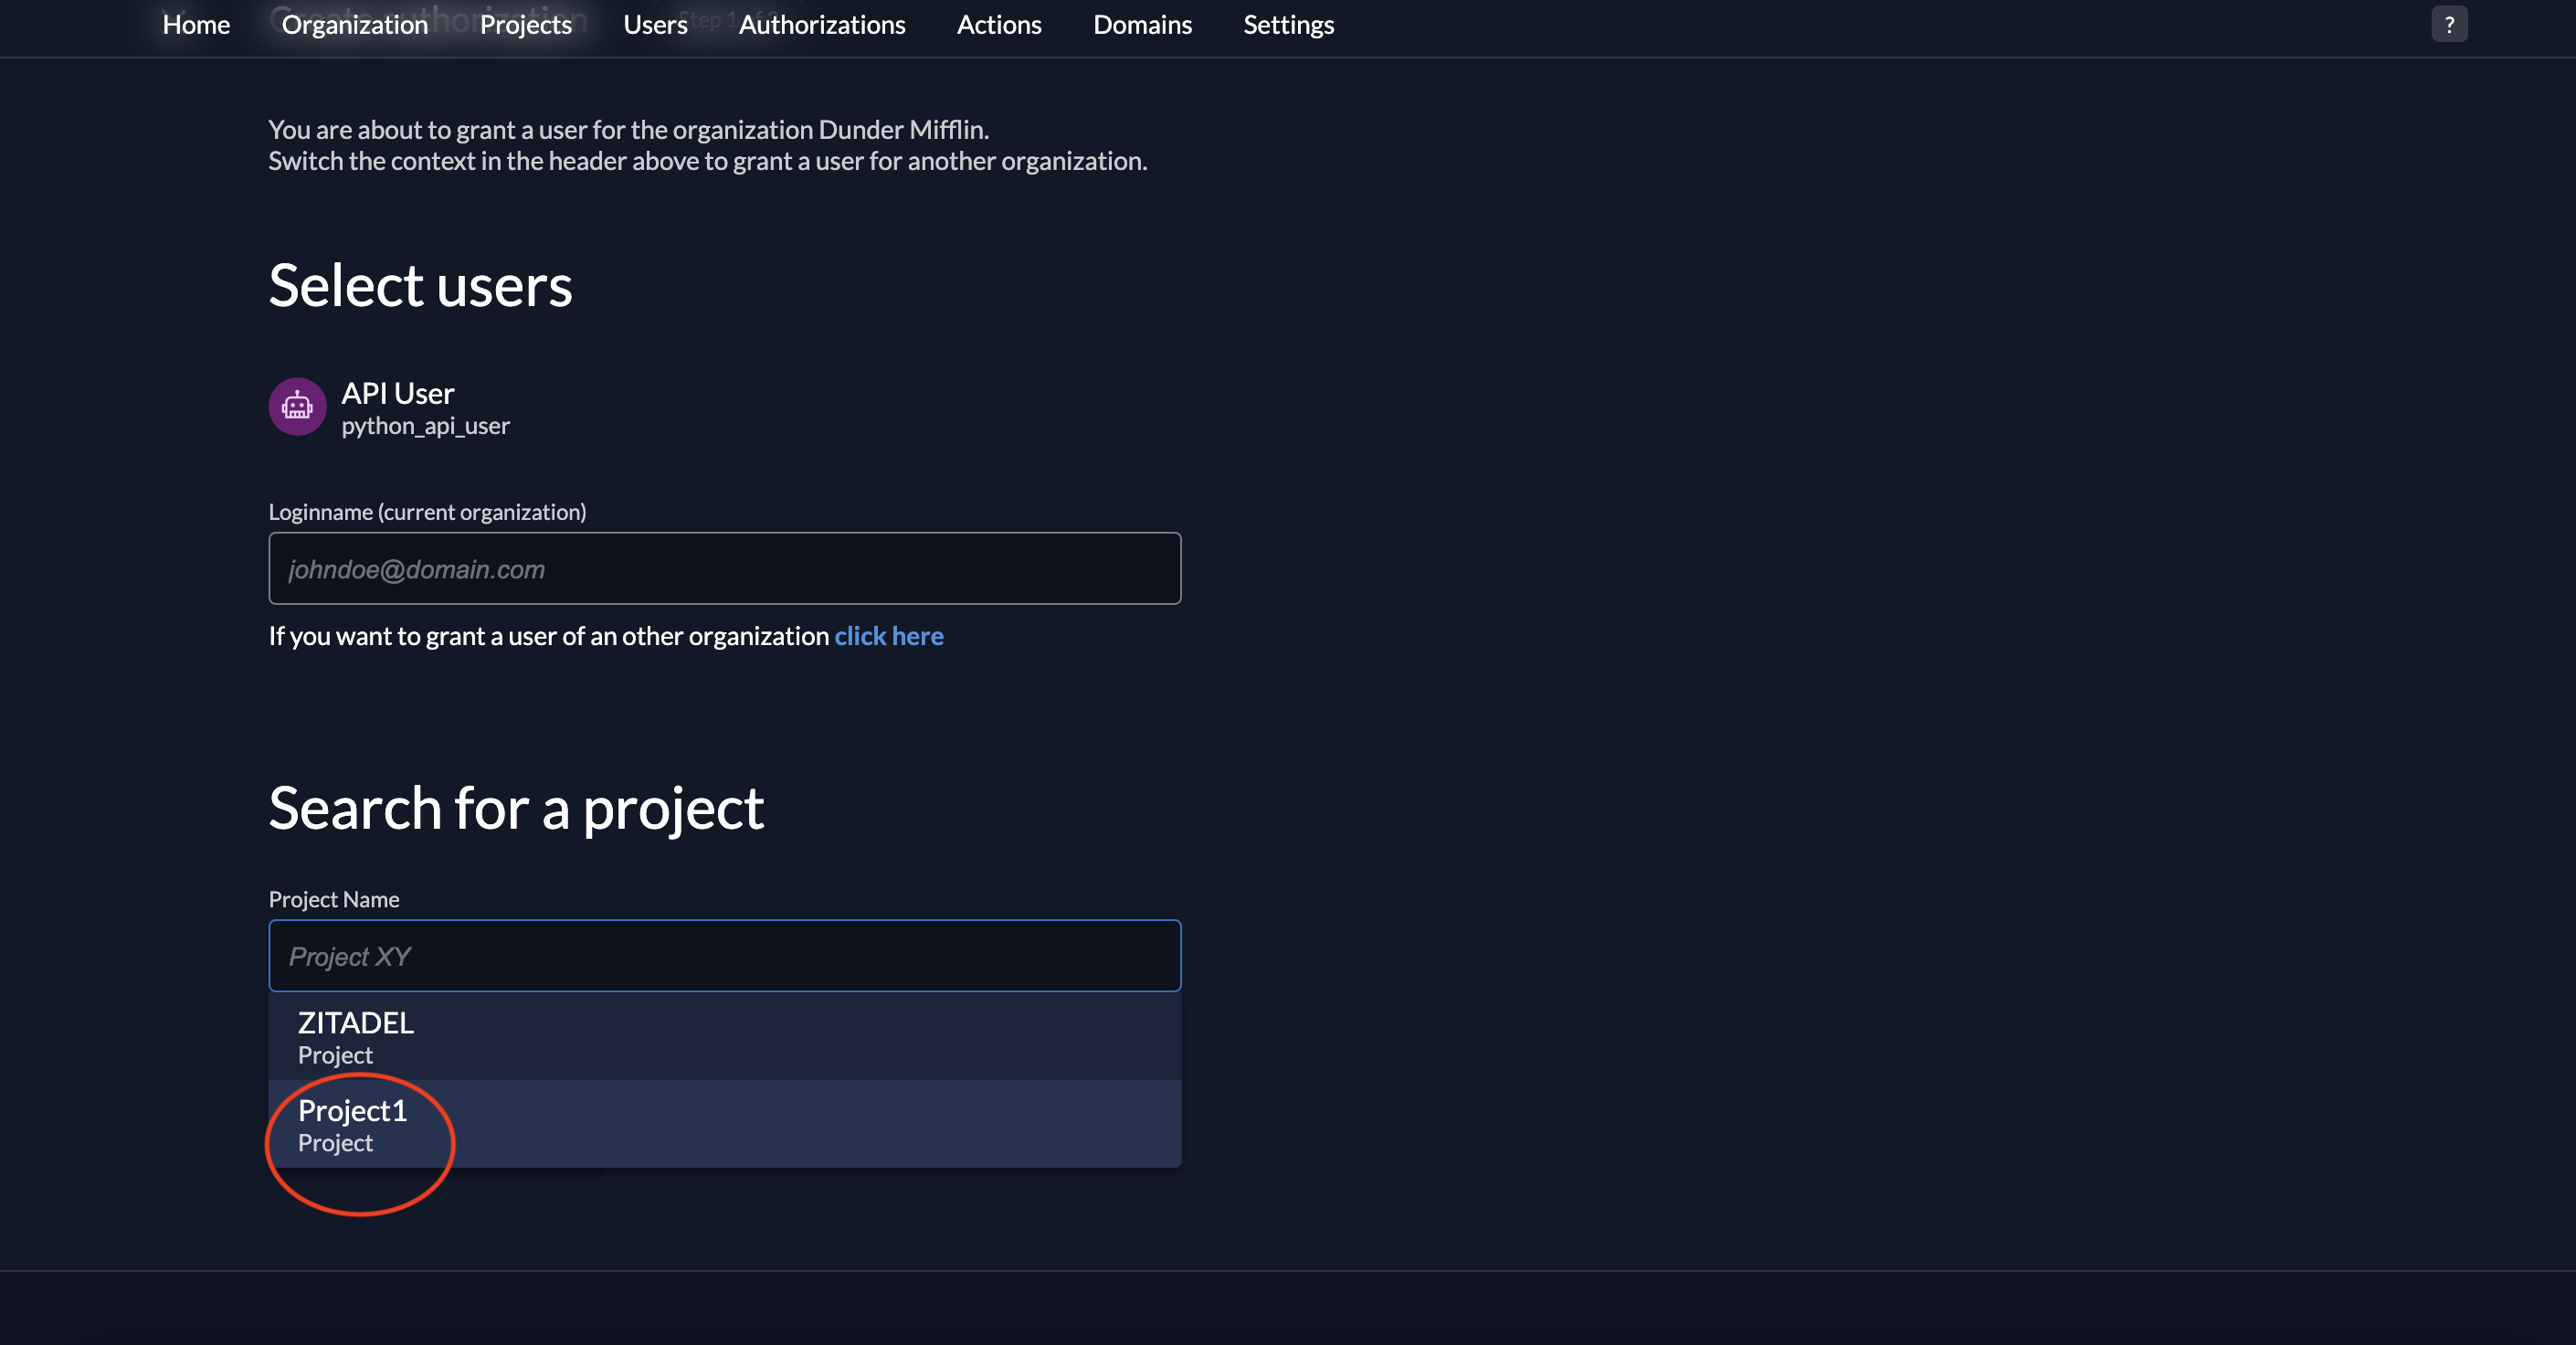 Home Organization Projects Users Authorizations Actions Domains Settings ?
Create authorization
You are about to grant a user for the organization Dunder Mifflin.
Switch the context in the header above to grant a user for another organization.
Select users
API User
python_api_user
Loginname (current organization)
johndoe@domain.com
If you want to grant a user of an other organization click here
Search for a project
Project Name
Project XY
ZITADEL
Project
Project1
Project